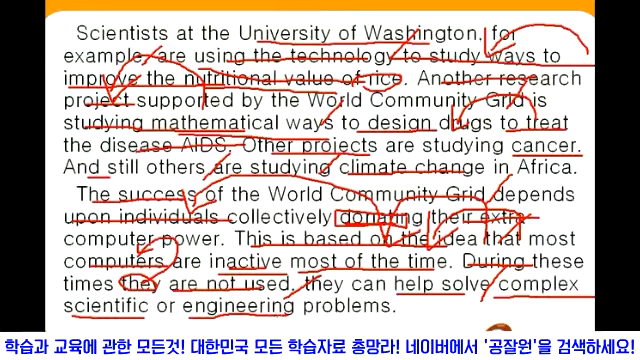 Scientists at the University of Washington, for
example, are using the technology to study ways to
improve the nutritional value of rice. Another research
project supported by the World Community Grid is
studying mathematical ways to design drugs to treat
the disease AIDS. Other projects are studying cancer.
And still others are studying climate change in Africa.
The success of the World Community Grid depends
upon individuals collectively donating their extra
computer power. This is based on the idea that most
computers are inactive most of the time. During these
times they are not used, they can help solve complex
scientific or engineering problems.
학습과 교육에 관한 모든것! 대한민국 모든 학습자료 총망라! 네이버에서 '공잘원'을 검색하세요!